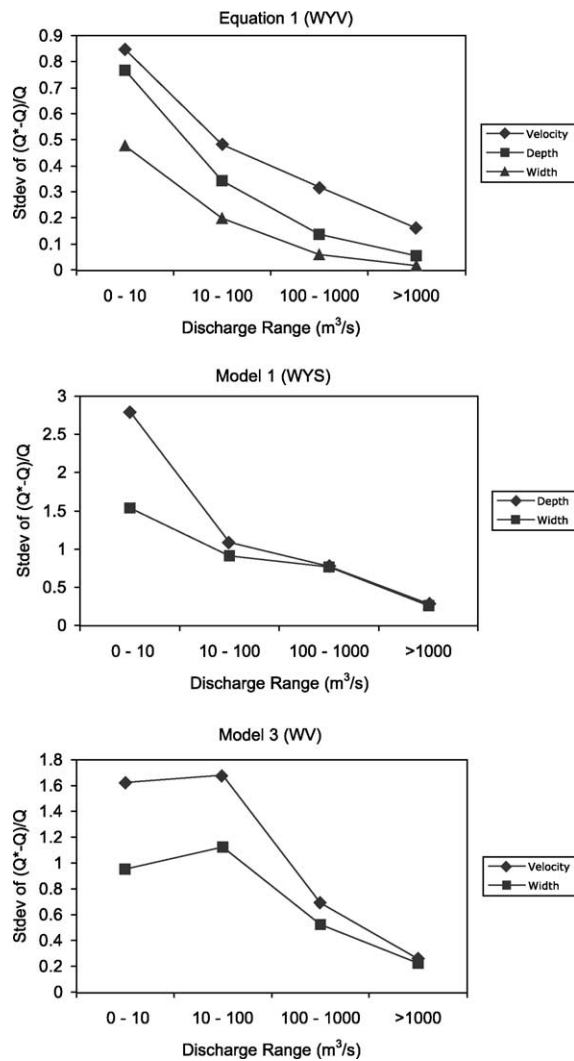 Equation 1 (WYV)
Stdev of (Q*-Q)/Q
0.9
0.8
0.7
0.6
0.5
0.4
0.3
0.2
0.1
0
0 - 10 10 - 100 100 - 1000 >1000
Discharge Range (m³/s)
Velocity
Depth
Width
Model 1 (WYS)
Stdev of (Q*-Q)/Q
3
2.5
2
1.5
1
0.5
0
0 - 10 10 - 100 100 - 1000 >1000
Discharge Range (m³/s)
Depth
Width
Model 3 (WV)
Stdev of (Q*-Q)/Q
1.8
1.6
1.4
1.2
1
0.8
0.6
0.4
0.2
0
0 - 10 10 - 100 100 - 1000 >1000
Discharge Range (m³/s)
Velocity
Width